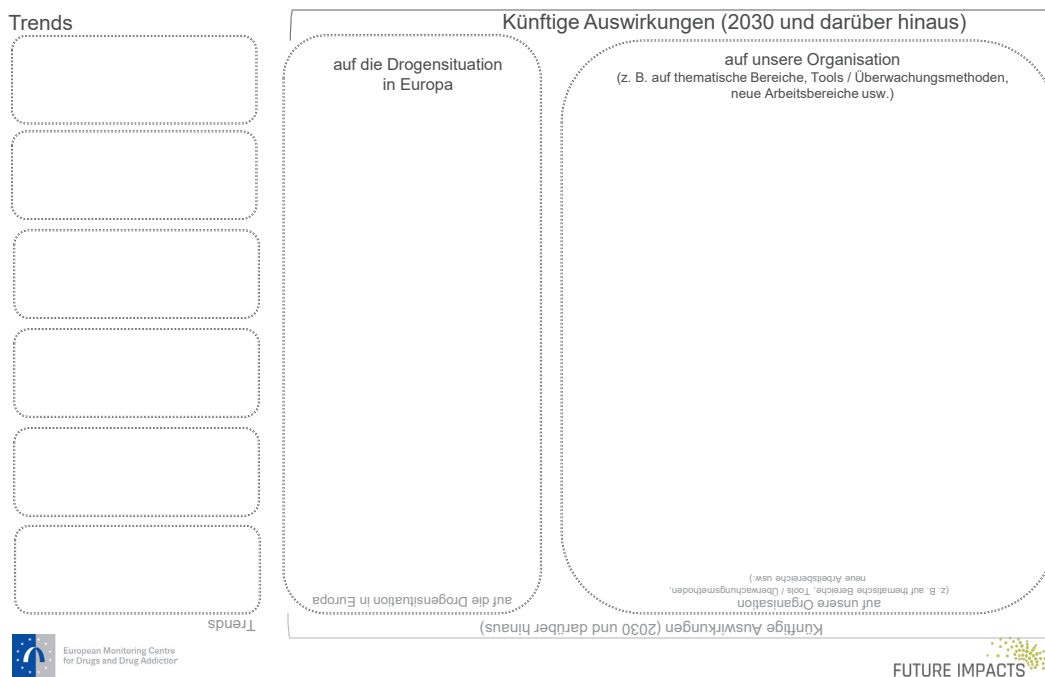 Trends
Künftige Auswirkungen (2030 und darüber hinaus)
auf die Drogensituation
in Europa
auf unsere Organisation
(z. B. auf thematische Bereiche, Tools / Überwachungsmethoden,
neue Arbeitsbereiche usw.)
auf die Drogensituation in Europa
neue Arbeitsbereiche usw.)
(z. B. auf thematische Bereiche, Tools / Überwachungsmethoden,
auf unsere Organisation
Trends
Künftige Auswirkungen (2030 und darüber hinaus)
European Monitoring Centre
for Drugs and Drug Addiction
FUTURE IMPACTS